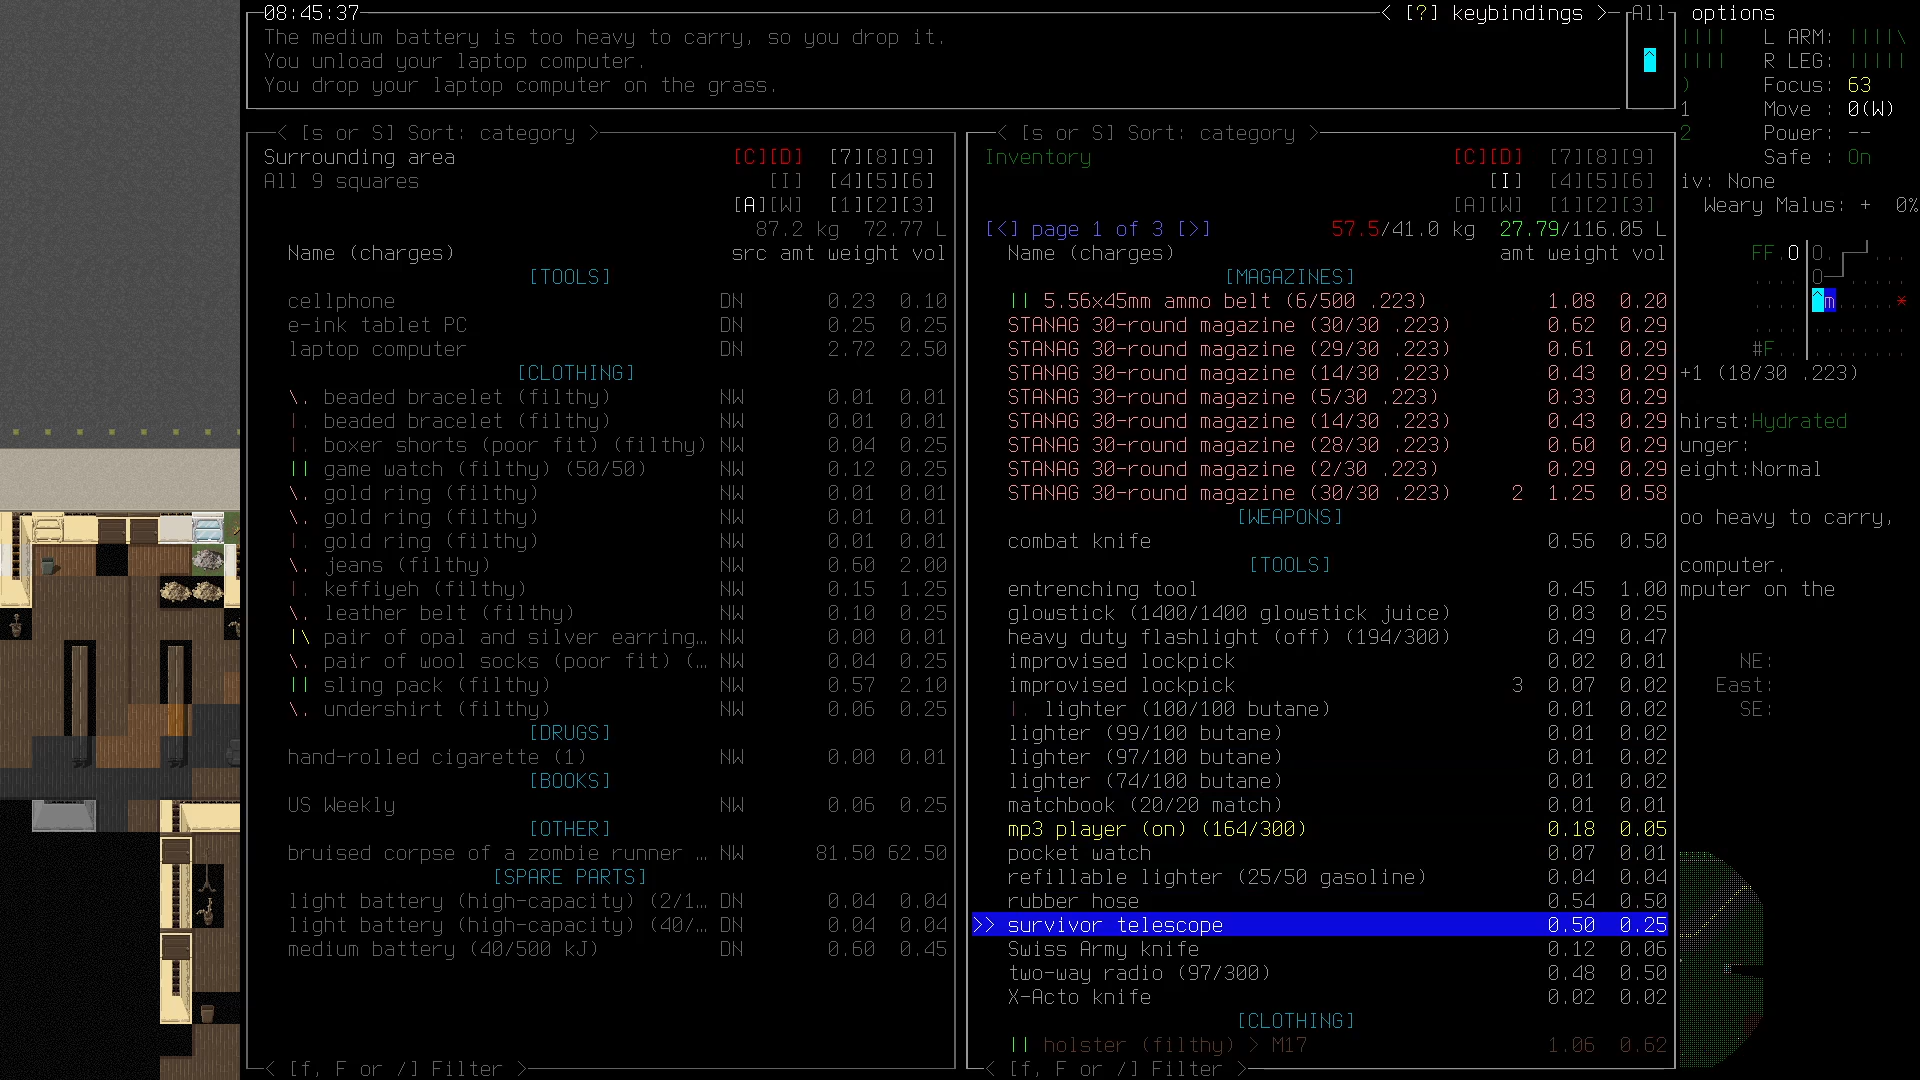 08:45:37 < [?] keybindings > All options
The medium battery is too heavy to carry, so you drop it.
You unload your laptop computer.
You drop your laptop computer on the grass.
L ARM: ||||\
R LEG: |||||
) Focus: 63
1 Move : 0(W)
2 Power: --
Safe : On
iv: None
Weary Malus: + 0%
< [s or S] Sort: category >
Surrounding area [C][D] [7][8][9]
All 9 squares [I] [4][5][6]
[A][W] [1][2][3]
87.2 kg 72.77 L
Name (charges) src amt weight vol
[TOOLS]
cellphone DN 0.23 0.10
e-ink tablet PC DN 0.25 0.25
laptop computer DN 2.72 2.50
[CLOTHING]
\. beaded bracelet (filthy) NW 0.01 0.01
|. beaded bracelet (filthy) NW 0.01 0.01
|. boxer shorts (poor fit) (filthy) NW 0.04 0.25
|| game watch (filthy) (50/50) NW 0.12 0.25
\. gold ring (filthy) NW 0.01 0.01
\. gold ring (filthy) NW 0.01 0.01
|. gold ring (filthy) NW 0.01 0.01
\. jeans (filthy) NW 0.60 2.00
|. keffiyeh (filthy) NW 0.15 1.25
\. leather belt (filthy) NW 0.10 0.25
|\ pair of opal and silver earring… NW 0.00 0.01
\. pair of wool socks (poor fit) (… NW 0.04 0.25
|| sling pack (filthy) NW 0.57 2.10
\. undershirt (filthy) NW 0.06 0.25
[DRUGS]
hand-rolled cigarette (1) NW 0.00 0.01
[BOOKS]
US Weekly NW 0.06 0.25
[OTHER]
bruised corpse of a zombie runner … NW 81.50 62.50
[SPARE PARTS]
light battery (high-capacity) (2/1… DN 0.04 0.04
light battery (high-capacity) (40/… DN 0.04 0.04
medium battery (40/500 kJ) DN 0.60 0.45
< [f, F or /] Filter >
< [s or S] Sort: category >
Inventory [C][D] [7][8][9]
[I] [4][5][6]
[A][W] [1][2][3]
[<] page 1 of 3 [>] 57.5/41.0 kg 27.79/116.05 L
Name (charges) amt weight vol
[MAGAZINES]
|| 5.56x45mm ammo belt (6/500 .223) 1.08 0.20
STANAG 30-round magazine (30/30 .223) 0.62 0.29
STANAG 30-round magazine (29/30 .223) 0.61 0.29
STANAG 30-round magazine (14/30 .223) 0.43 0.29
STANAG 30-round magazine (5/30 .223) 0.33 0.29
STANAG 30-round magazine (14/30 .223) 0.43 0.29
STANAG 30-round magazine (28/30 .223) 0.60 0.29
STANAG 30-round magazine (2/30 .223) 0.29 0.29
STANAG 30-round magazine (30/30 .223) 2 1.25 0.58
[WEAPONS]
combat knife 0.56 0.50
[TOOLS]
entrenching tool 0.45 1.00
glowstick (1400/1400 glowstick juice) 0.03 0.25
heavy duty flashlight (off) (194/300) 0.49 0.47
improvised lockpick 0.02 0.01
improvised lockpick 3 0.07 0.02
|. lighter (100/100 butane) 0.01 0.02
lighter (99/100 butane) 0.01 0.02
lighter (97/100 butane) 0.01 0.02
lighter (74/100 butane) 0.01 0.02
matchbook (20/20 match) 0.01 0.01
mp3 player (on) (164/300) 0.18 0.05
pocket watch 0.07 0.01
refillable lighter (25/50 gasoline) 0.04 0.04
rubber hose 0.54 0.50
>> survivor telescope 0.50 0.25
Swiss Army knife 0.12 0.06
two-way radio (97/300) 0.48 0.50
X-Acto knife 0.02 0.02
[CLOTHING]
|| holster (filthy) > M17 1.06 0.62
< [f, F or /] Filter >
+1 (18/30 .223)
hirst:Hydrated
unger:
eight:Normal
oo heavy to carry,
computer.
mputer on the
NE:
East:
SE: